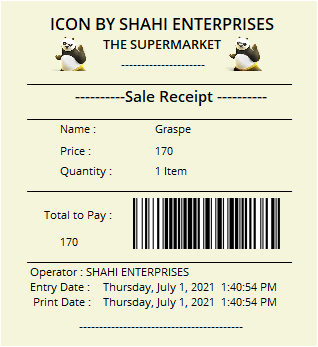 ICON BY SHAHI ENTERPRISES
THE SUPERMARKET
---------------------
----------Sale Receipt ----------
Name : Graspe
Price : 170
Quantity : 1 Item
Total to Pay :
170
Operator : SHAHI ENTERPRISES
Entry Date : Thursday, July 1, 2021 1:40:54 PM
Print Date : Thursday, July 1, 2021 1:40:54 PM
-----------------------------------------